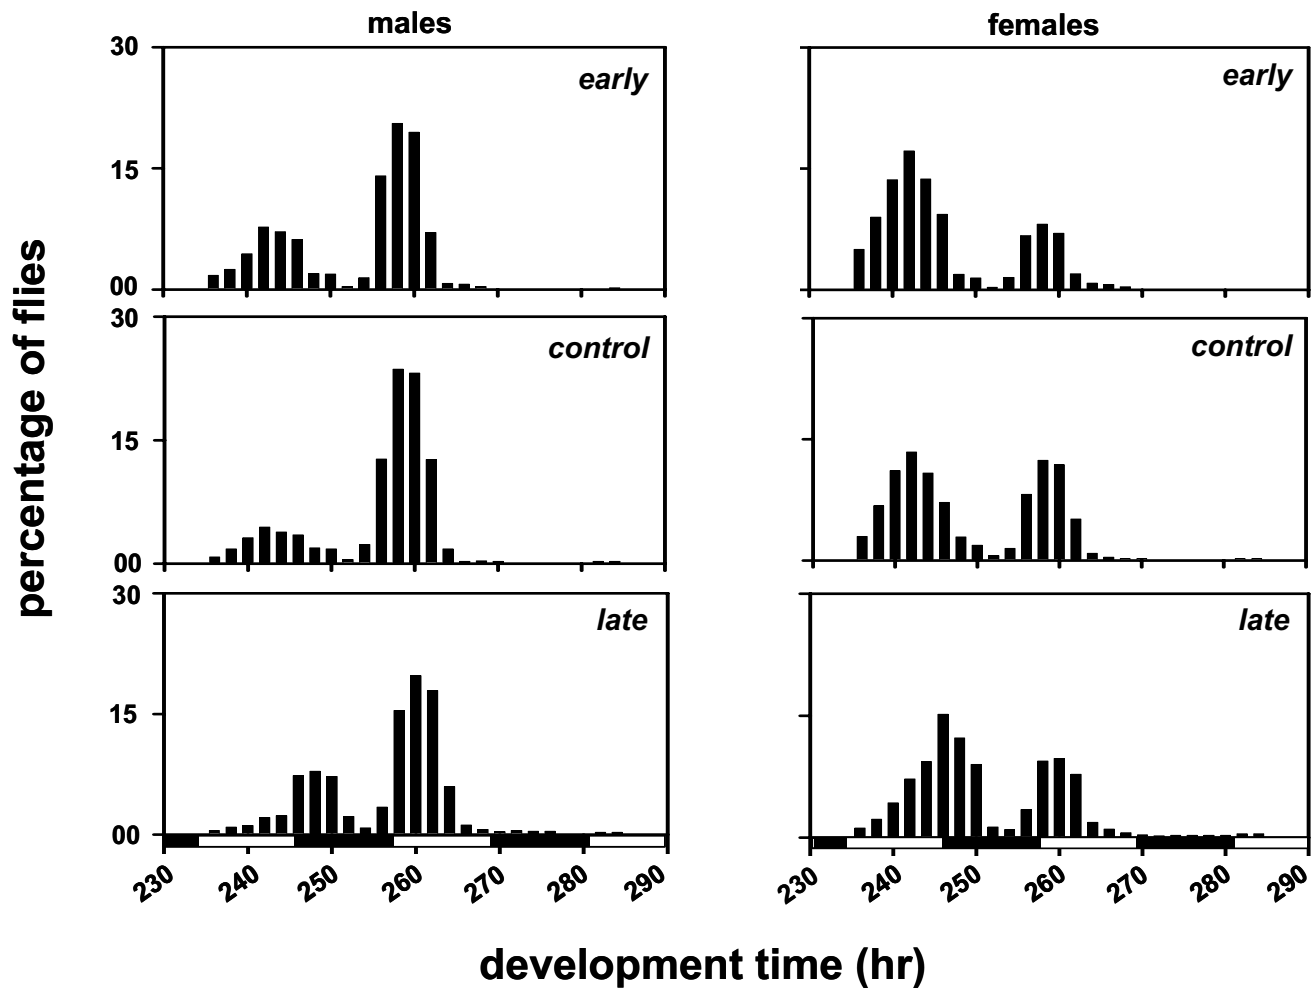 males
females
percentage of flies
30
15
00
early
early
30
15
00
control
control
30
15
00
late
late
230 240 250 260 270 280 290
230 240 250 260 270 280 290
development time (hr)